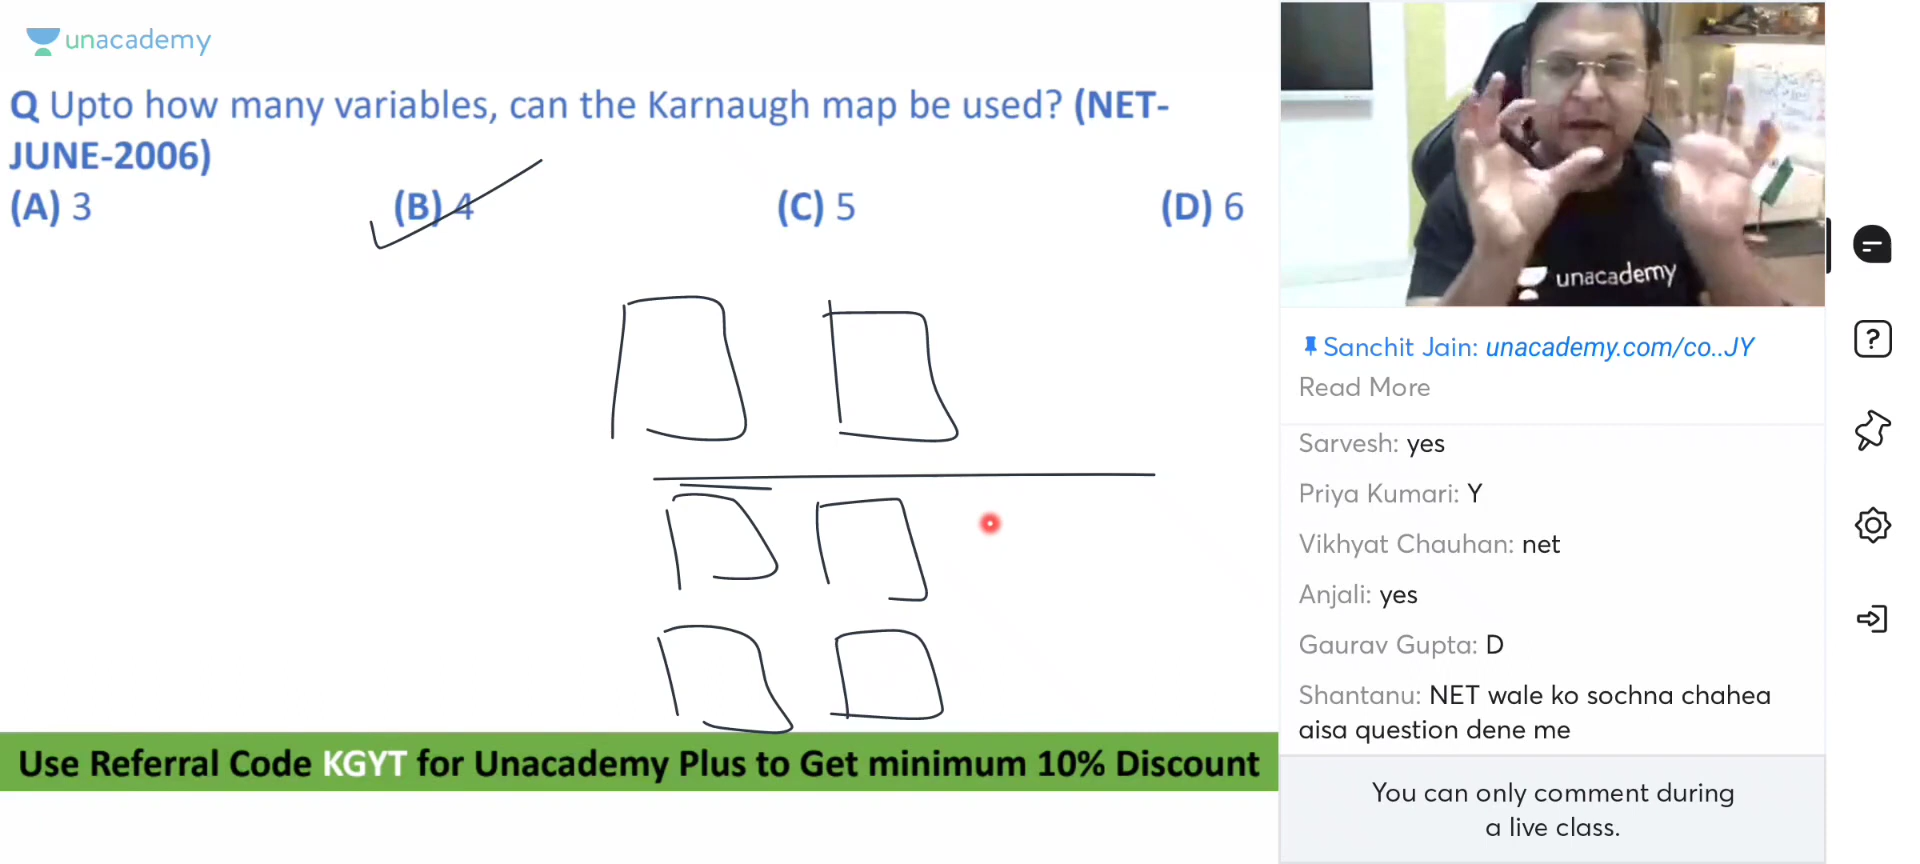 unacademy
Q Upto how many variables, can the Karnaugh map be used? (NET-
JUNE-2006)
(A) 3 (B) 4 (C) 5 (D) 6
Use Referral Code KGYT for Unacademy Plus to Get minimum 10% Discount
unacademy
Sanchit Jain: unacademy.com/co..JY
Read More
Sarvesh: yes
Priya Kumari: Y
Vikhyat Chauhan: net
Anjali: yes
Gaurav Gupta: D
Shantanu: NET wale ko sochna chahea
aisa question dene me
You can only comment during
a live class.
?